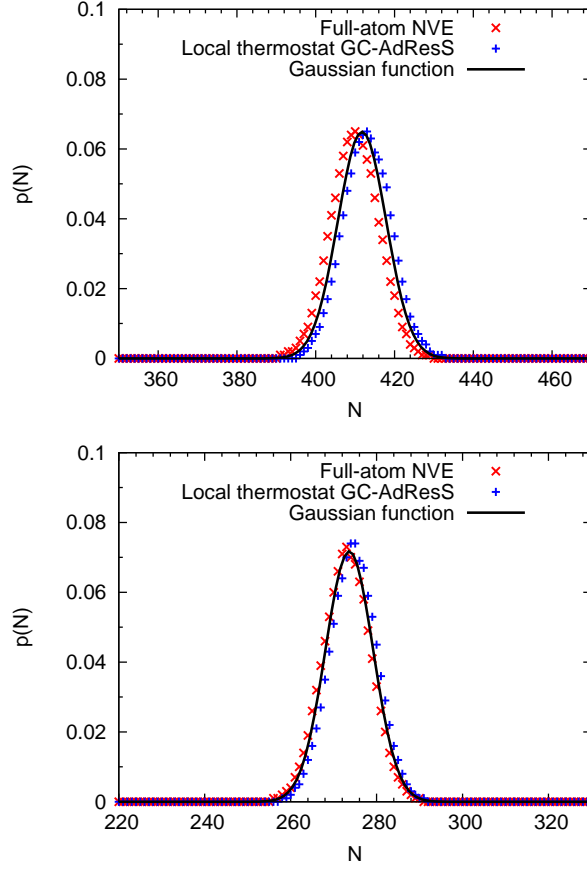 0.1
Full-atom NVE
Local thermostat GC-AdResS
Gaussian function
0.08
0.06
p(N)
0.04
0.02
0
360 380 400 420 440 460
N
0.1
Full-atom NVE
Local thermostat GC-AdResS
Gaussian function
0.08
0.06
p(N)
0.04
0.02
0
220 240 260 280 300 320
N